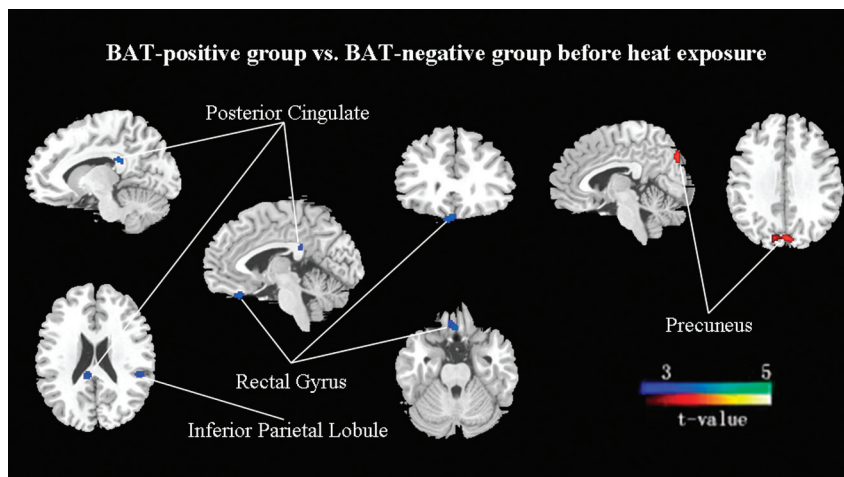 BAT-positive group vs. BAT-negative group before heat exposure
Posterior Cingulate
Precuneus
Rectal Gyrus
Inferior Parietal Lobule
3 5
t-value